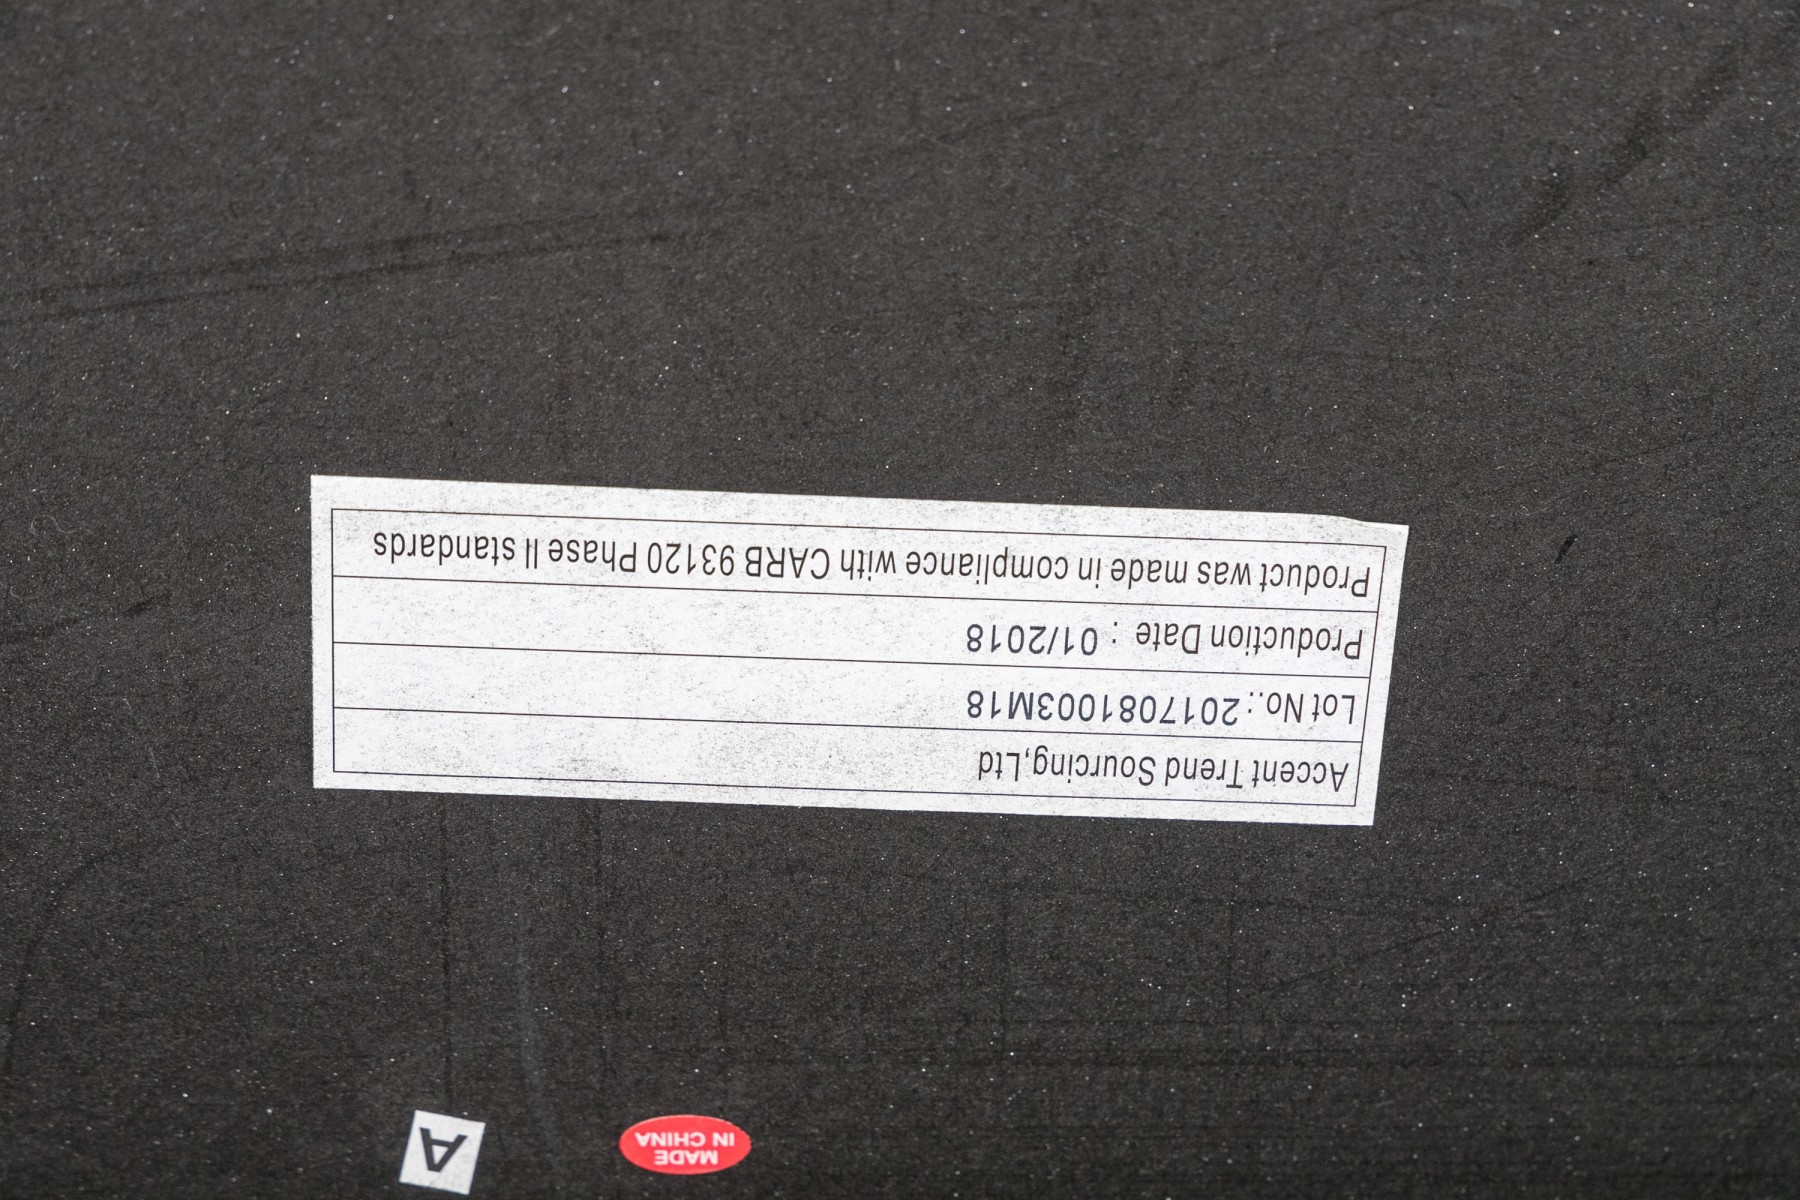 MADE
IN CHINA
A
Accent Trend Sourcing,Ltd
Lot No.:2017081003M18
Production Date : 01/2018
Product was made in compliance with CARB 93120 Phase II standards